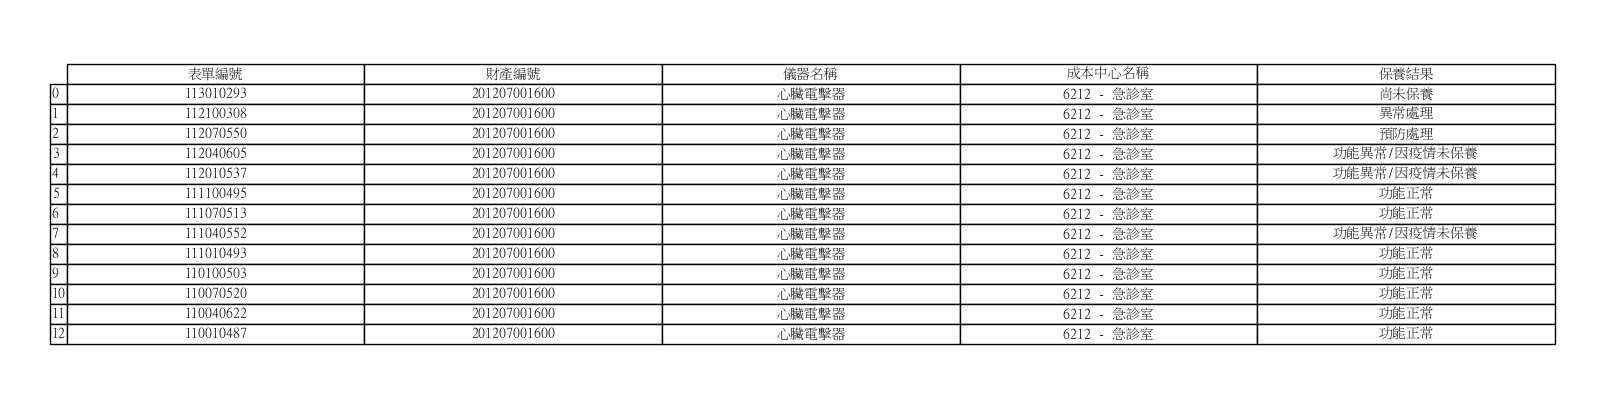 表單編號 財產編號 儀器名稱 成本中心名稱 保養結果
0 113010293 201207001600 心臟電擊器 6212 - 急診室 尚未保養
1 112100308 201207001600 心臟電擊器 6212 - 急診室 異常處理
2 112070550 201207001600 心臟電擊器 6212 - 急診室 預防處理
3 112040605 201207001600 心臟電擊器 6212 - 急診室 功能異常/因疫情未保養
4 112010537 201207001600 心臟電擊器 6212 - 急診室 功能異常/因疫情未保養
5 111100495 201207001600 心臟電擊器 6212 - 急診室 功能正常
6 111070513 201207001600 心臟電擊器 6212 - 急診室 功能正常
7 111040552 201207001600 心臟電擊器 6212 - 急診室 功能異常/因疫情未保養
8 111010493 201207001600 心臟電擊器 6212 - 急診室 功能正常
9 110100503 201207001600 心臟電擊器 6212 - 急診室 功能正常
10 110070520 201207001600 心臟電擊器 6212 - 急診室 功能正常
11 110040622 201207001600 心臟電擊器 6212 - 急診室 功能正常
12 110010487 201207001600 心臟電擊器 6212 - 急診室 功能正常